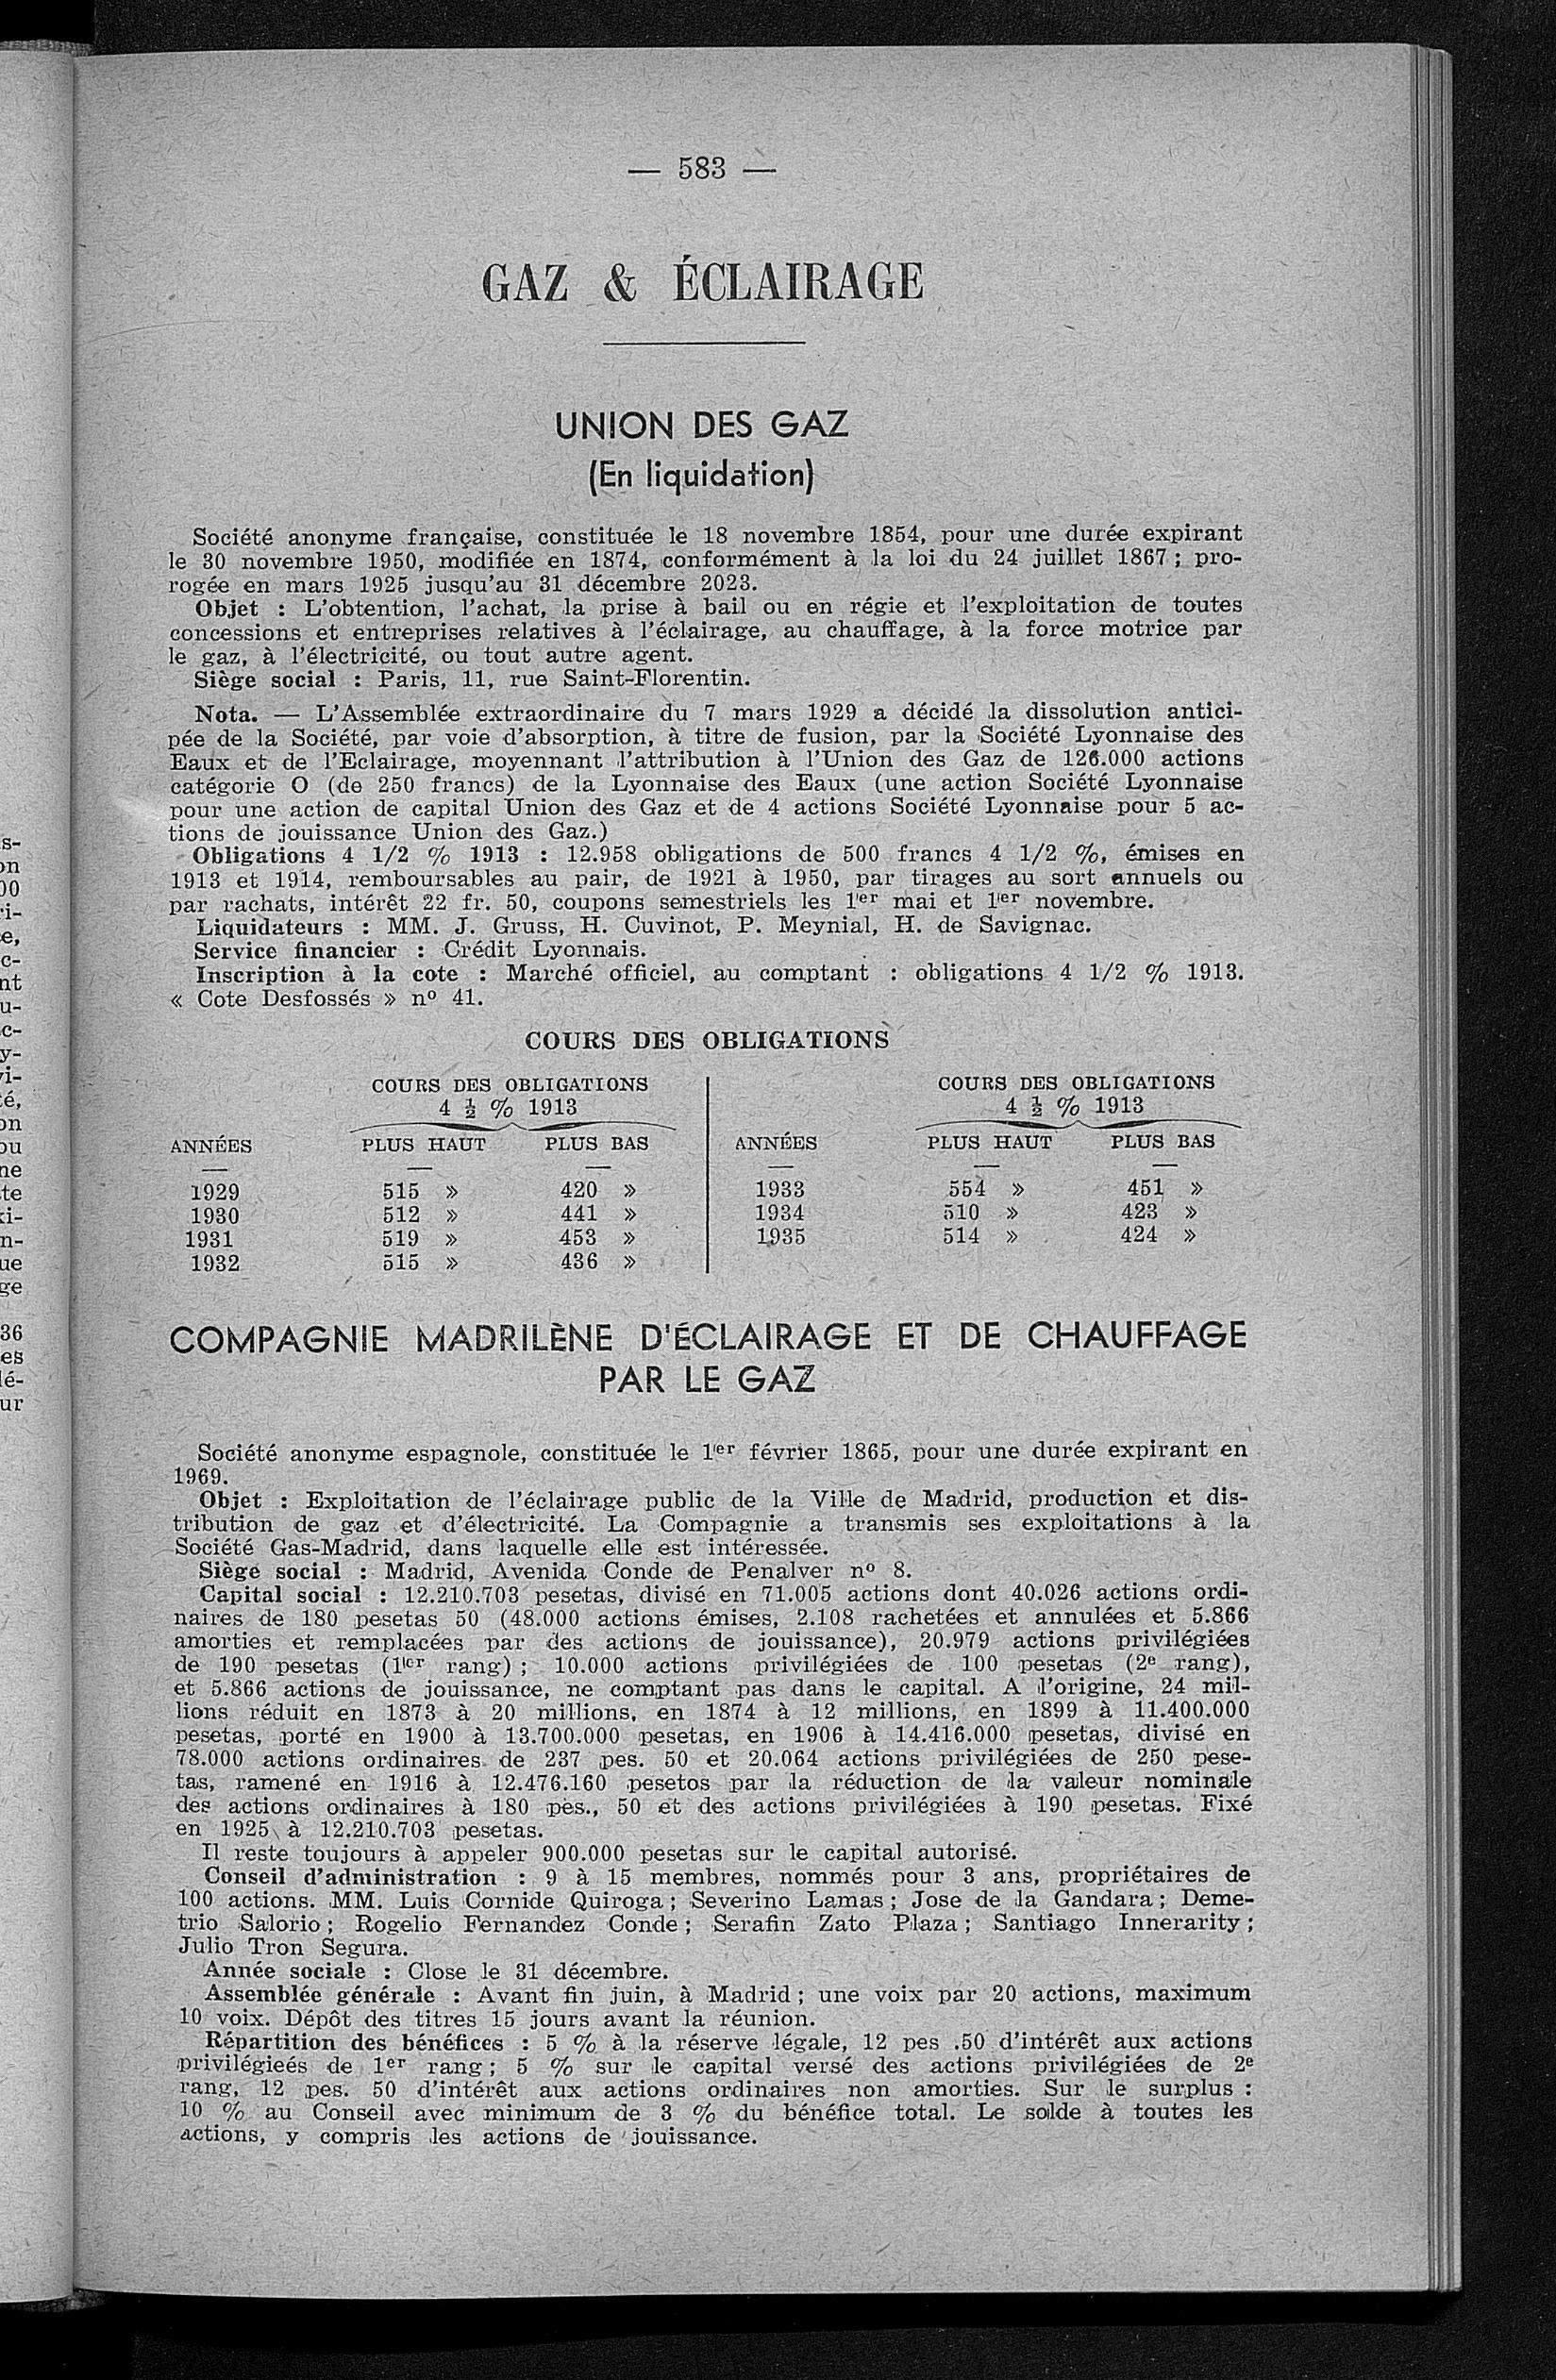 — 583 —
GAZ & ÉCLAIRAGE
UNION DES GAZ
(En liquidation)
Société anonyme française, constituée le 18 novembre 1854, pour une durée expirant
le 30 novembre 1950, modifiée en 1874, conformément à la loi du 24 juillet 1867 ; pro-
rogée en mars 1925 jusqu'au 31 décembre 2023.
Objet : L'obtention, l'achat, la prise à bail ou en régie et l'exploitation de toutes
concessions et entreprises relatives à l'éclairage, au chauffage, à la force motrice par
le gaz, à l'électricité, ou tout autre agent.
Siège social : Paris, 11, rue Saint-Florentin.
Nota. — L'Assemblée extraordinaire du 7 mars 1929 a décidé la dissolution antici-
pée de la Société, par voie d'absorption, à titre de fusion, par la Société Lyonnaise des
Eaux et de l'Eclairage, moyennant l'attribution à l'Union des Gaz de 126.000 actions
catégorie O (de 250 francs) de la Lyonnaise des Eaux (une action Société Lyonnaise
pour une action de capital Union des Gaz et de 4 actions Société Lyonnaise pour 5 ac-
tions de jouissance Union des Gaz.)
Obligations 4 1/2 % 1913 : 12.958 obligations de 500 francs 4 1/2 %, émises en
1913 et 1914, remboursables au pair, de 1921 à 1950, par tirages au sort annuels ou
par rachats, intérêt 22 fr. 50, coupons semestriels les 1er mai et 1er novembre.
Liquidateurs : MM. J. Gruss, H. Cuvinot, P. Meynial, H. de Savignac.
Service financier : Crédit Lyonnais.
Inscription à la cote : Marché officiel, au comptant : obligations 4 1/2 % 1913.
« Cote Desfossés » nº 41.
COURS DES OBLIGATIONS
COURS DES OBLIGATIONS COURS DES OBLIGATIONS
4 ½ % 1913 4 ½ % 1913
ANNÉES PLUS HAUT PLUS BAS ANNÉES PLUS HAUT PLUS BAS
1929 515 » 420 » 1933 554 » 451 »
1930 512 » 441 » 1934 510 » 423 »
1931 519 » 453 » 1935 514 » 424 »
1932 515 » 436 »
COMPAGNIE MADRILÈNE D'ÉCLAIRAGE ET DE CHAUFFAGE
PAR LE GAZ
Société anonyme espagnole, constituée le 1er février 1865, pour une durée expirant en
1969.
Objet : Exploitation de l'éclairage public de la Ville de Madrid, production et dis-
tribution de gaz et d'électricité. La Compagnie a transmis ses exploitations à la
Société Gas-Madrid, dans laquelle elle est intéressée.
Siège social : Madrid, Avenida Conde de Penalver nº 8.
Capital social : 12.210.703 pesetas, divisé en 71.005 actions dont 40.026 actions ordi-
naires de 180 pesetas 50 (48.000 actions émises, 2.108 rachetées et annulées et 5.866
amorties et remplacées par des actions de jouissance), 20.979 actions privilégiées
de 190 pesetas (1er rang) ; 10.000 actions privilégiées de 100 pesetas (2e rang),
et 5.866 actions de jouissance, ne comptant pas dans le capital. A l'origine, 24 mil-
lions réduit en 1873 à 20 millions, en 1874 à 12 millions, en 1899 à 11.400.000
pesetas, porté en 1900 à 13.700.000 pesetas, en 1906 à 14.416.000 pesetas, divisé en
78.000 actions ordinaires de 237 pes. 50 et 20.064 actions privilégiées de 250 pese-
tas, ramené en 1916 à 12.476.160 pesetos par la réduction de la valeur nominale
des actions ordinaires à 180 pes., 50 et des actions privilégiées à 190 pesetas. Fixé
en 1925 à 12.210.703 pesetas.
Il reste toujours à appeler 900.000 pesetas sur le capital autorisé.
Conseil d'administration : 9 à 15 membres, nommés pour 3 ans, propriétaires de
100 actions. MM. Luis Cornide Quiroga ; Severino Lamas ; Jose de la Gandara ; Deme-
trio Salorio ; Rogelio Fernandez Conde ; Serafin Zato Plaza ; Santiago Innerarity ;
Julio Tron Segura.
Année sociale : Close le 31 décembre.
Assemblée générale : Avant fin juin, à Madrid ; une voix par 20 actions, maximum
10 voix. Dépôt des titres 15 jours avant la réunion.
Répartition des bénéfices : 5 % à la réserve légale, 12 pes .50 d'intérêt aux actions
privilégieés de 1er rang ; 5 % sur le capital versé des actions privilégiées de 2e
rang, 12 pes. 50 d'intérêt aux actions ordinaires non amorties. Sur le surplus :
10 % au Conseil avec minimum de 3 % du bénéfice total. Le solde à toutes les
actions, y compris les actions de jouissance.